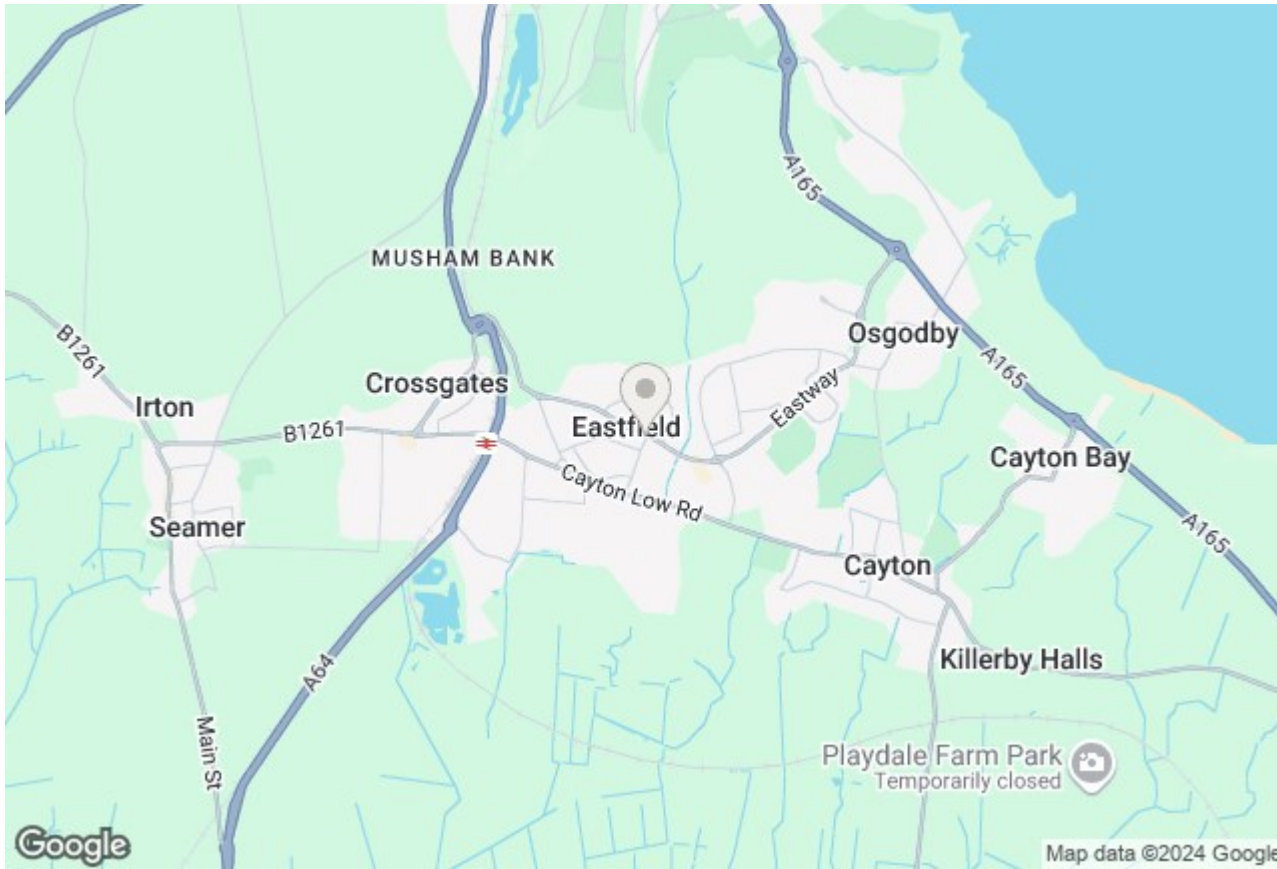 A165
MUSHAM BANK
B1261
Osgodby
Crossgates
A165
Irton
Eastway
B1261
Eastfield
Cayton Bay
Cayton Low Rd
Seamer
A165
Cayton
A64
Killerby Halls
Main St
Playdale Farm Park
Temporarily closed
Google
Map data ©2024 Google